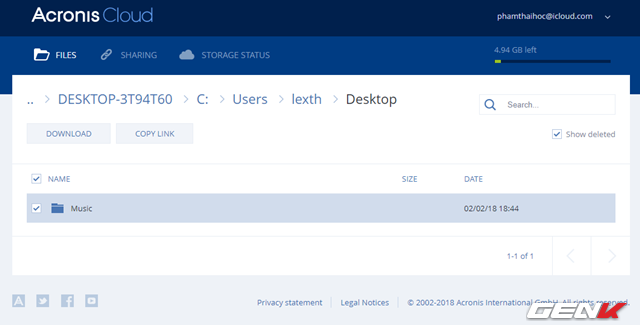 Acronis Cloud
phamthaihoc@icloud.com
FILES SHARING STORAGE STATUS
4.94 GB left
.. > DESKTOP-3T94T60 > C: > Users > lexth > Desktop
Search...
DOWNLOAD COPY LINK
Show deleted
NAME SIZE DATE
Music 02/02/18 18:44
1-1 of 1
Privacy statement Legal Notices © 2002-2018 Acronis International GmbH. All rights reserved.
GENK